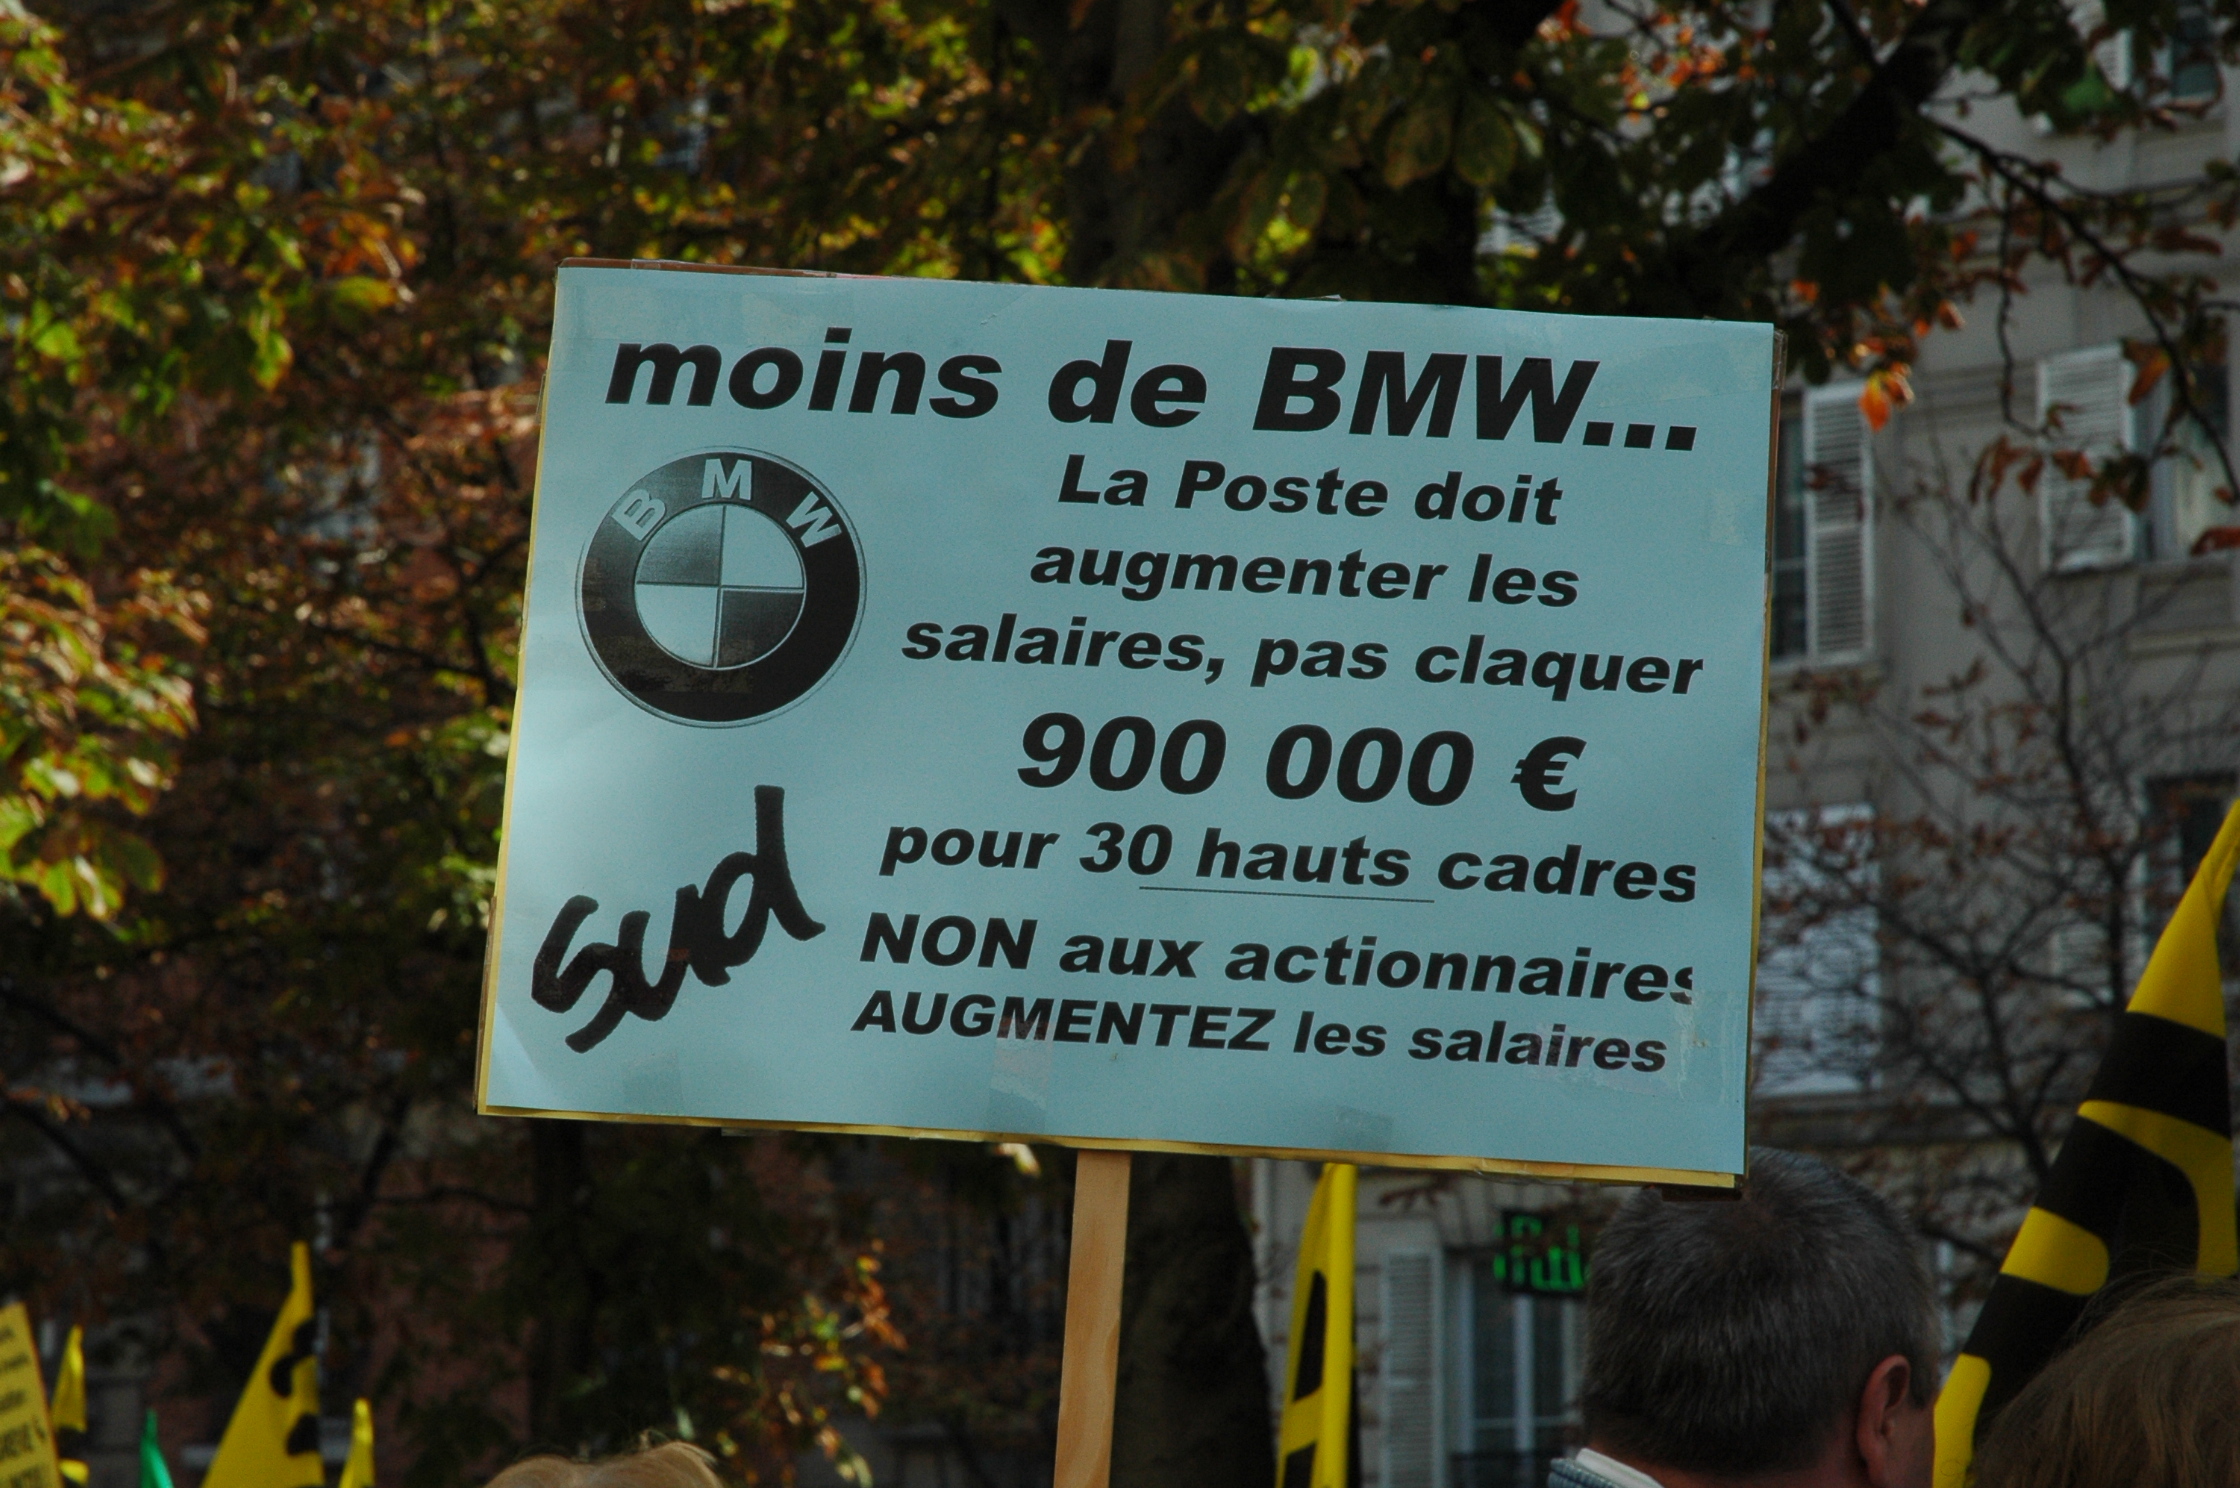 moins de BMW...
BMW
La Poste doit
augmenter les
salaires, pas claquer
900 000 €
pour 30 hauts cadres
Sud
NON aux actionnaires
AUGMENTEZ les salaires